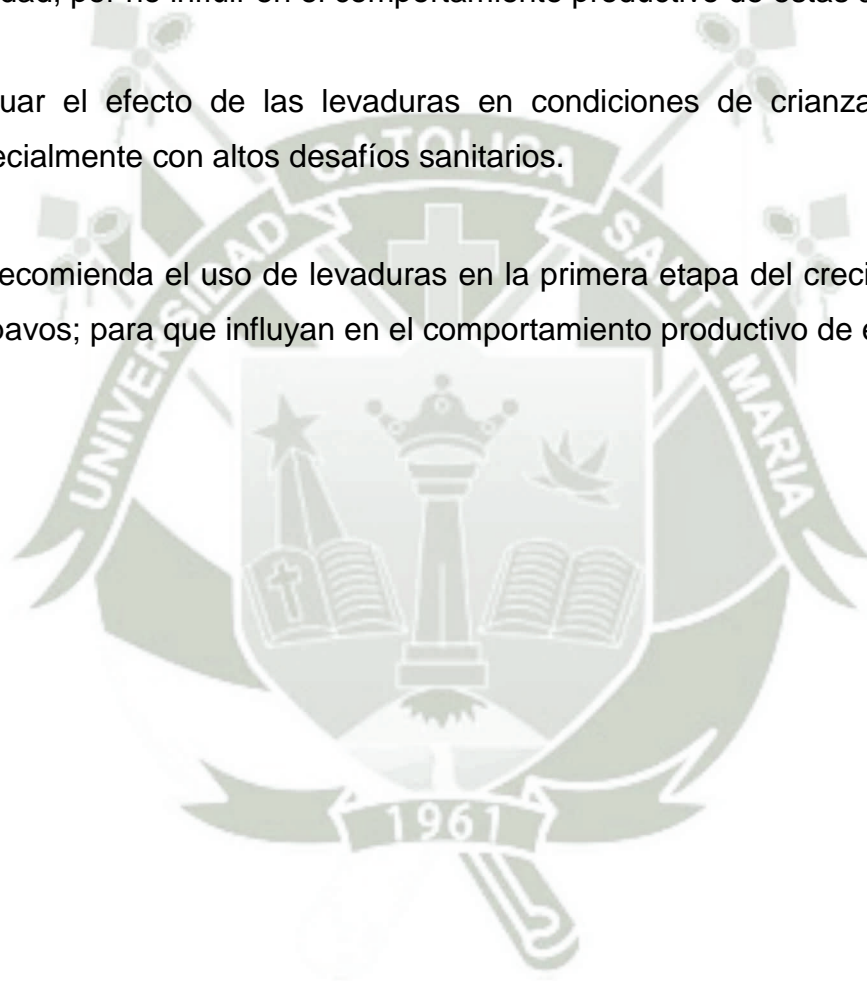 por no influir en el comportamiento productivo de estas
uar el efecto de las levaduras en condiciones de crianza
ecialmente con altos desafíos sanitarios.
ecomienda el uso de levaduras en la primera etapa del creci
avos; para que influyan en el comportamiento productivo de e
UNIVERSIDAD CATOLICA SANTA MARIA
1961